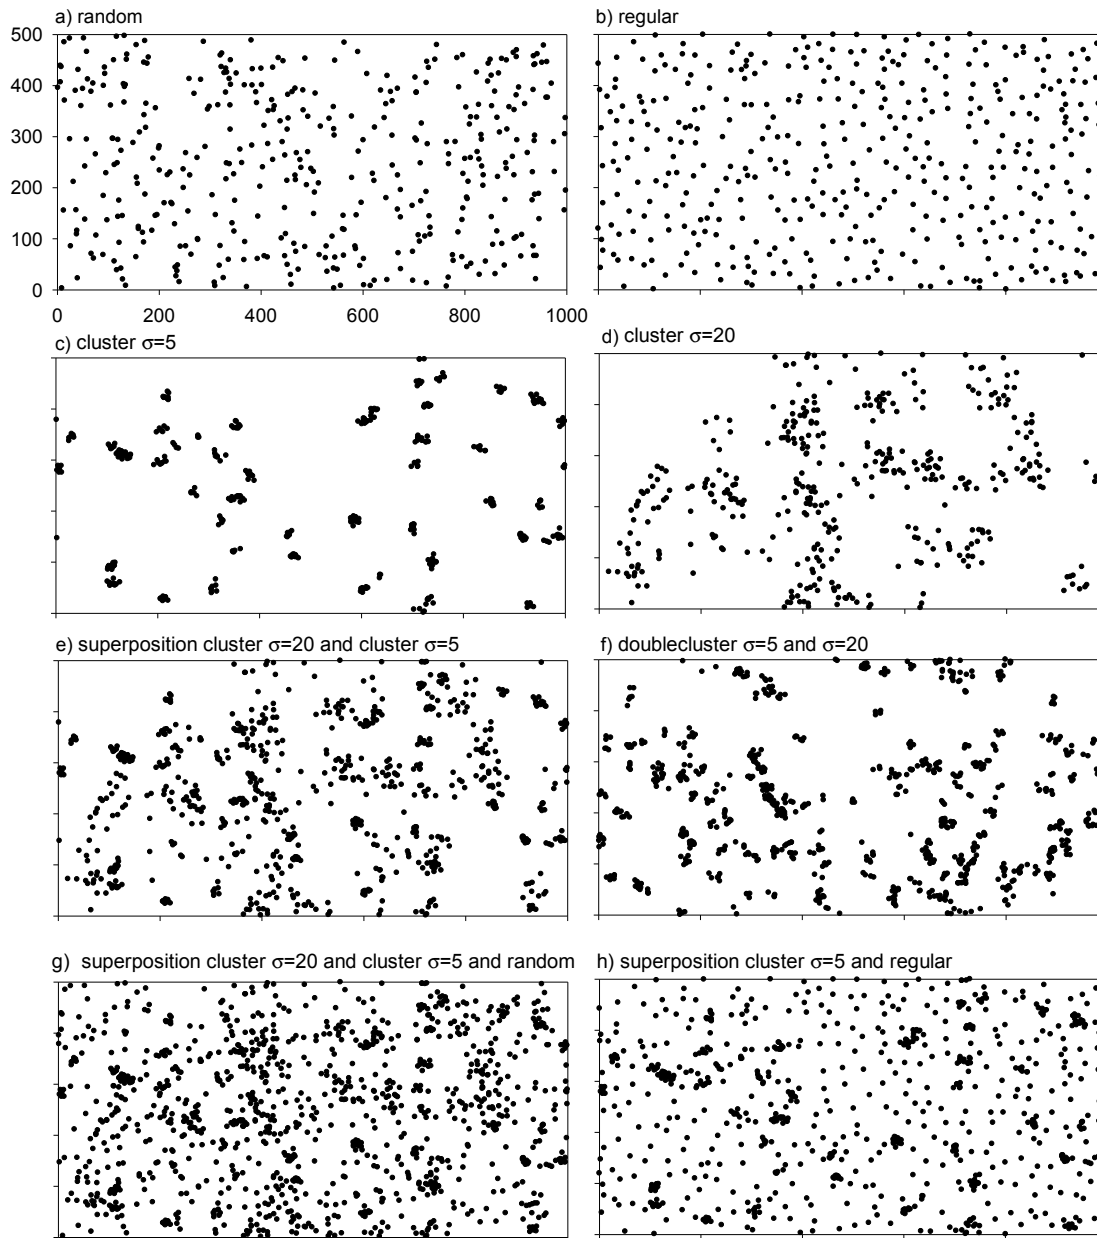 a) random
b) regular
500
400
300
200
100
0
0 200 400 600 800 1000
c) cluster σ=5
d) cluster σ=20
e) superposition cluster σ=20 and cluster σ=5
f) doublecluster σ=5 and σ=20
g) superposition cluster σ=20 and cluster σ=5 and random
h) superposition cluster σ=5 and regular